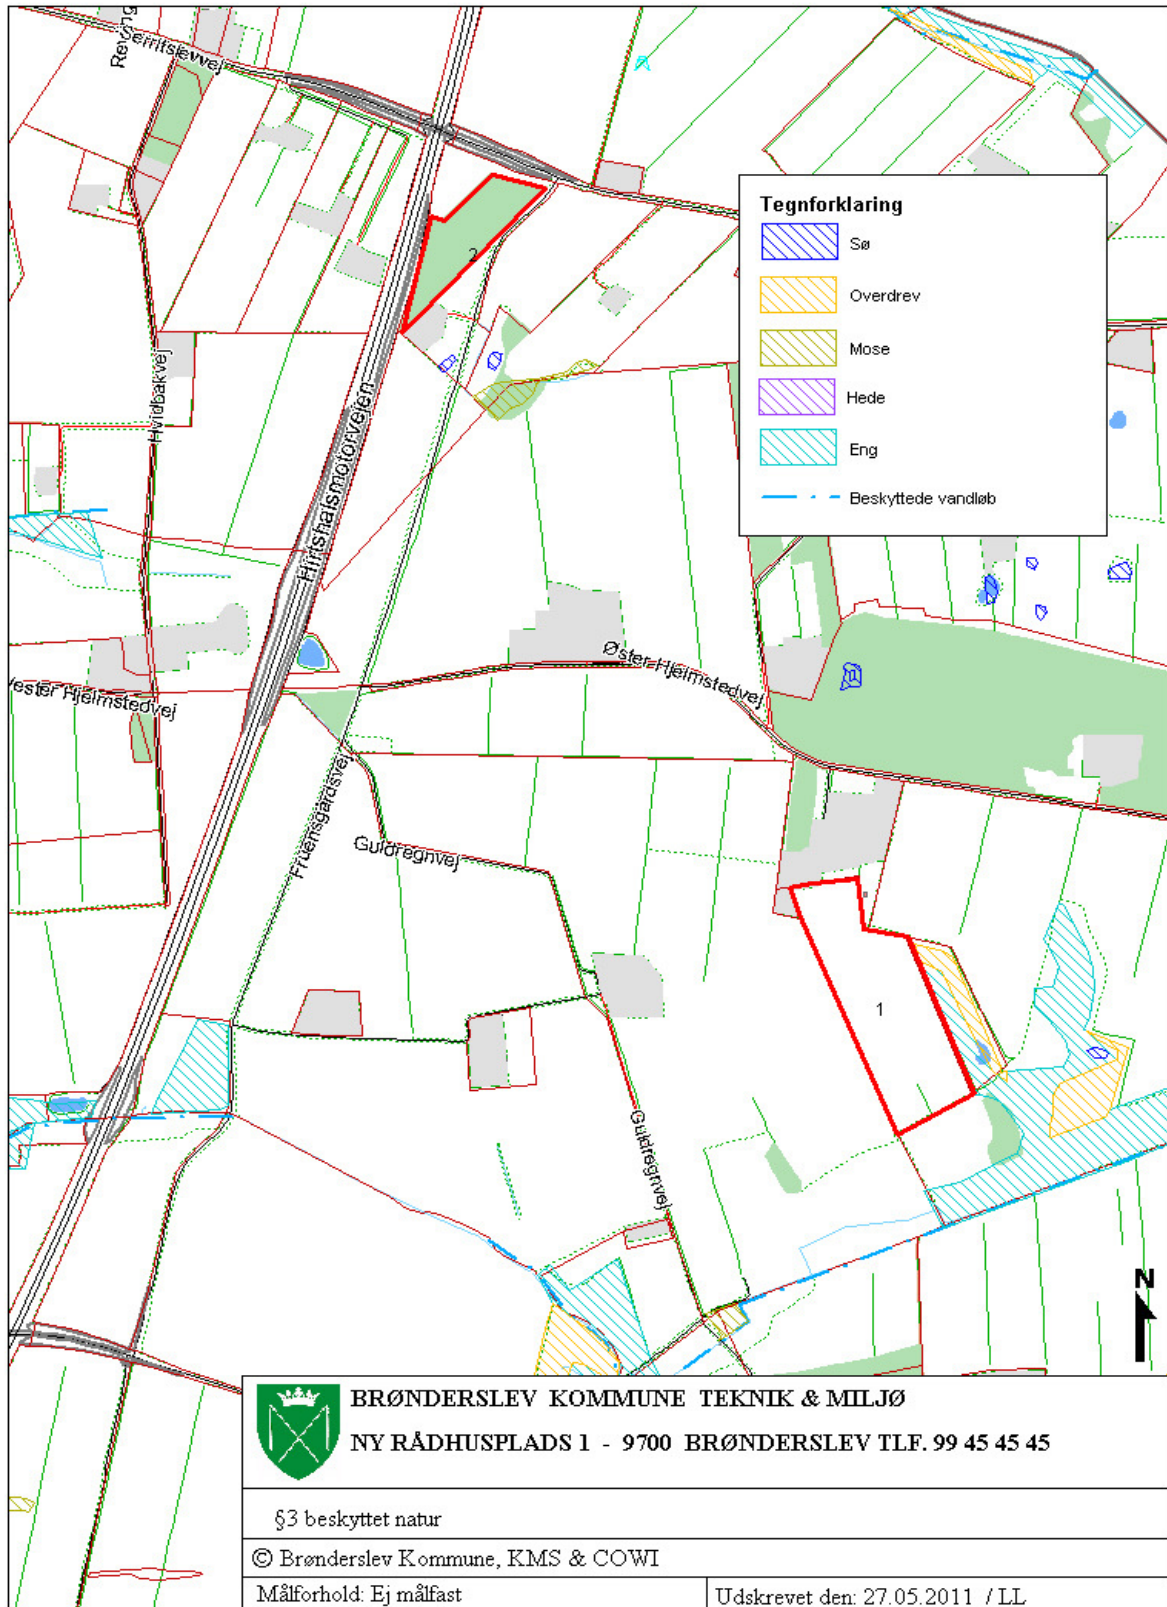 Revling
Serritslevvej
Tegnforklaring
Sø
Overdrev
Mose
Hede
Eng
Beskyttede vandløb
2
Hvidbakvej
Hirtshalsmotorvejen
Øster Hjelmstedvej
Vester Hjelmstedvej
Fruensgårdsvej
Guldregnvej
1
Guldregnvej
N
BRØNDERSLEV KOMMUNE TEKNIK & MILJØ
NY RÅDHUSPLADS 1 - 9700 BRØNDERSLEV TLF. 99 45 45 45
§3 beskyttet natur
© Brønderslev Kommune, KMS & COWI
Målforhold: Ej målfast
Udskrevet den: 27.05.2011 / LL